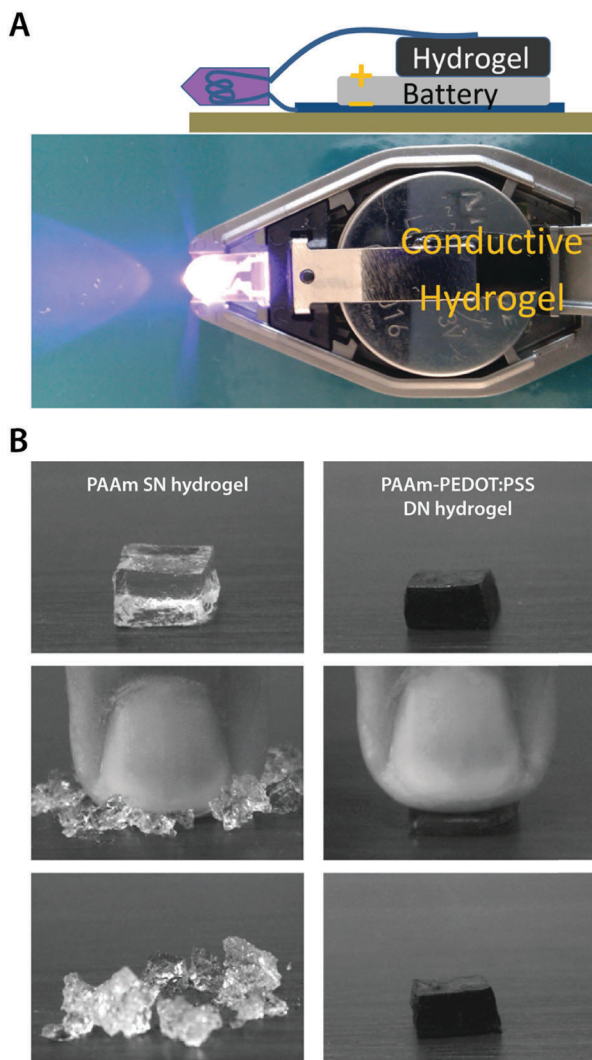 A
Hydrogel
+
Battery
–
Conductive
Hydrogel
B
PAAm SN hydrogel
PAAm-PEDOT:PSS
DN hydrogel